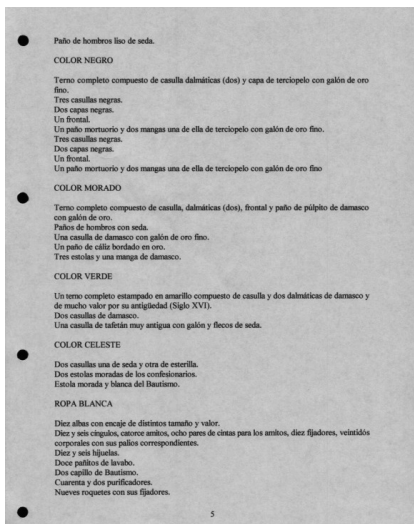 Paño de hombros liso de seda.
COLOR NEGRO
Terno completo compuesto de casulla dalmáticas (dos) y capa de terciopelo con galón de oro
fino.
Tres casullas negras.
Dos capas negras.
Un frontal.
Un paño mortuorio y dos mangas una de ella de terciopelo con galón de oro fino.
Tres casullas negras.
Dos capas negras.
Un frontal.
Un paño mortuorio y dos mangas una de ella de terciopelo con galón de oro fino
COLOR MORADO
Terno completo compuesto de casulla, dalmáticas (dos), frontal y paño de púlpito de damasco
con galón de oro.
Paños de hombros con seda.
Una casulla de damasco con galón de oro fino.
Un paño de cáliz bordado en oro.
Tres estolas y una manga de damasco.
COLOR VERDE
Un terno completo estampado en amarillo compuesto de casulla y dos dalmáticas de damasco y
de mucho valor por su antigüedad (Siglo XVI).
Dos casullas de damasco.
Una casulla de tafetán muy antigua con galón y flecos de seda.
COLOR CELESTE
Dos casullas una de seda y otra de esterilla.
Dos estolas moradas de los confesionarios.
Estola morada y blanca del Bautismo.
ROPA BLANCA
Diez albas con encaje de distintos tamaño y valor.
Diez y seis cíngulos, catorce amitos, ocho pares de cintas para los amitos, diez fijadores, veintidós
corporales con sus palios correspondientes.
Diez y seis hijuelas.
Doce pañitos de lavabo.
Dos capillo de Bautismo.
Cuarenta y dos purificadores.
Nueves roquetes con sus fijadores.
5